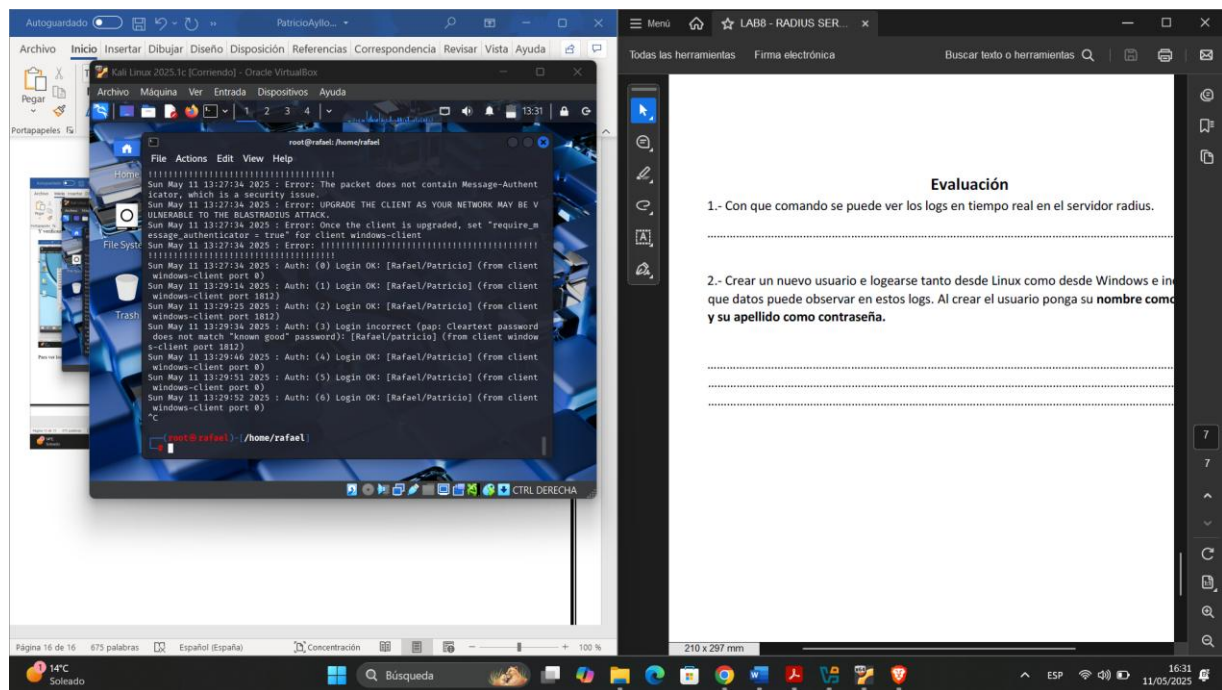 Autoguardado
PatricioAyllo...
Archivo Inicio Insertar Dibujar Diseño Disposición Referencias Correspondencia Revisar Vista Ayuda
Pegar
Portapapeles
Kali Linux 2025.1c [Corriendo] - Oracle VirtualBox
Archivo Máquina Ver Entrada Dispositivos Ayuda
1 2 3 4
13:31
Home
File Syste
Trash
root@rafael: /home/rafael
File Actions Edit View Help
!!!!!!!!!!!!!!!!!!!!!!!!!!!!!!!!!!!!!
Sun May 11 13:27:34 2025 : Error: The packet does not contain Message-Authent
icator, which is a security issue.
Sun May 11 13:27:34 2025 : Error: UPGRADE THE CLIENT AS YOUR NETWORK MAY BE V
ULNERABLE TO THE BLASTRADIUS ATTACK.
Sun May 11 13:27:34 2025 : Error: Once the client is upgraded, set "require_m
essage_authenticator = true" for client windows-client
Sun May 11 13:27:34 2025 : Error: !!!!!!!!!!!!!!!!!!!!!!!!!!!!!!!!!!!!!!!!!!!
!!!!!!!!!!!!!!!!!!!!!!!!!!!!!!!!!!!!!
Sun May 11 13:27:34 2025 : Auth: (0) Login OK: [Rafael/Patricio] (from client
windows-client port 0)
Sun May 11 13:29:14 2025 : Auth: (1) Login OK: [Rafael/Patricio] (from client
windows-client port 1812)
Sun May 11 13:29:25 2025 : Auth: (2) Login OK: [Rafael/Patricio] (from client
windows-client port 1812)
Sun May 11 13:29:34 2025 : Auth: (3) Login incorrect (pap: Cleartext password
does not match "known good" password): [Rafael/patricio] (from client window
s-client port 1812)
Sun May 11 13:29:46 2025 : Auth: (4) Login OK: [Rafael/Patricio] (from client
windows-client port 0)
Sun May 11 13:29:51 2025 : Auth: (5) Login OK: [Rafael/Patricio] (from client
windows-client port 0)
Sun May 11 13:29:52 2025 : Auth: (6) Login OK: [Rafael/Patricio] (from client
windows-client port 0)
^C
(root@rafael)-[/home/rafael]
#
CTRL DERECHA
Página 16 de 16 675 palabras Español (España) Concentración 100 %
Menú LAB8 - RADIUS SER...
Todas las herramientas Firma electrónica Buscar texto o herramientas
Evaluación
1.- Con que comando se puede ver los logs en tiempo real en el servidor radius.
2.- Crear un nuevo usuario e logearse tanto desde Linux como desde Windows e in
que datos puede observar en estos logs. Al crear el usuario ponga su nombre como
y su apellido como contraseña.
7
7
210 x 297 mm
1
14°C
Soleado
Búsqueda
ESP
16:31
11/05/2025